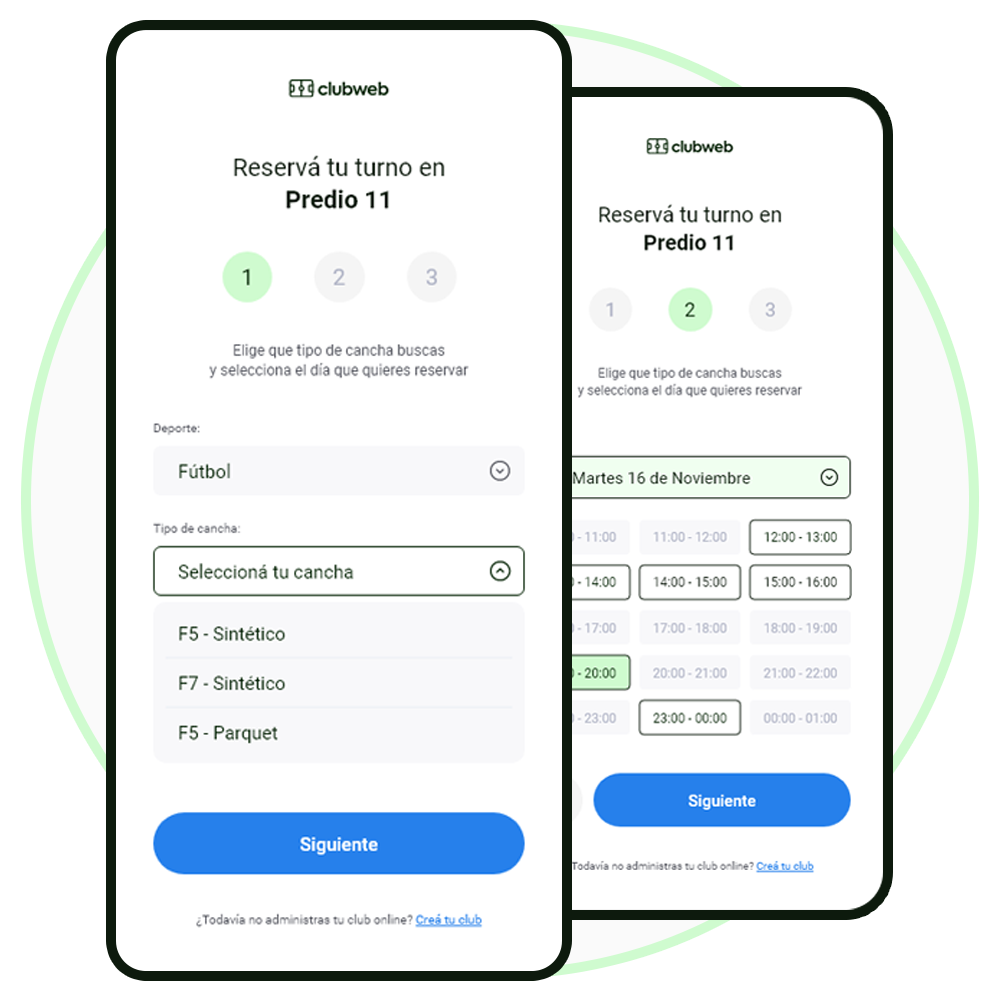 clubweb
Reservá tu turno en
Predio 11
1 2 3
Elige que tipo de cancha buscas
y selecciona el día que quieres reservar
Deporte:
Fútbol
Tipo de cancha:
Seleccioná tu cancha
F5 - Sintético
F7 - Sintético
F5 - Parquet
Siguiente
¿Todavía no administras tu club online? Creá tu club
clubweb
Reservá tu turno en
Predio 11
1 2 3
Elige que tipo de cancha buscas
y selecciona el día que quieres reservar
Martes 16 de Noviembre
- 11:00 11:00 - 12:00 12:00 - 13:00
- 14:00 14:00 - 15:00 15:00 - 16:00
- 17:00 17:00 - 18:00 18:00 - 19:00
- 20:00 20:00 - 21:00 21:00 - 22:00
- 23:00 23:00 - 00:00 00:00 - 01:00
Siguiente
Todavía no administras tu club online? Creá tu club